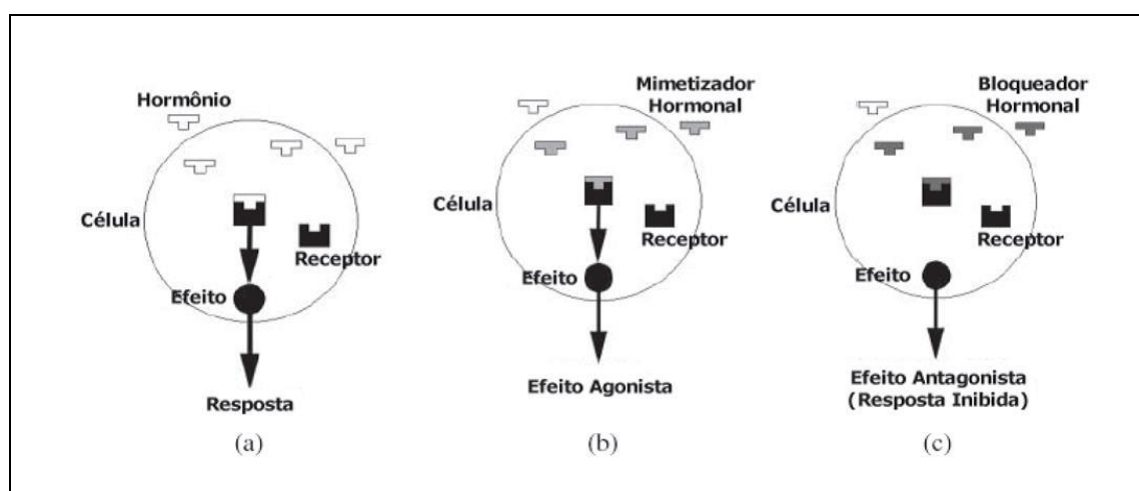 Hormônio
Célula
Receptor
Efeito
Resposta
(a)
Mimetizador
Hormonal
Célula
Receptor
Efeito
Efeito Agonista
(b)
Bloqueador
Hormonal
Célula
Receptor
Efeito
Efeito Antagonista
(Resposta Inibida)
(c)